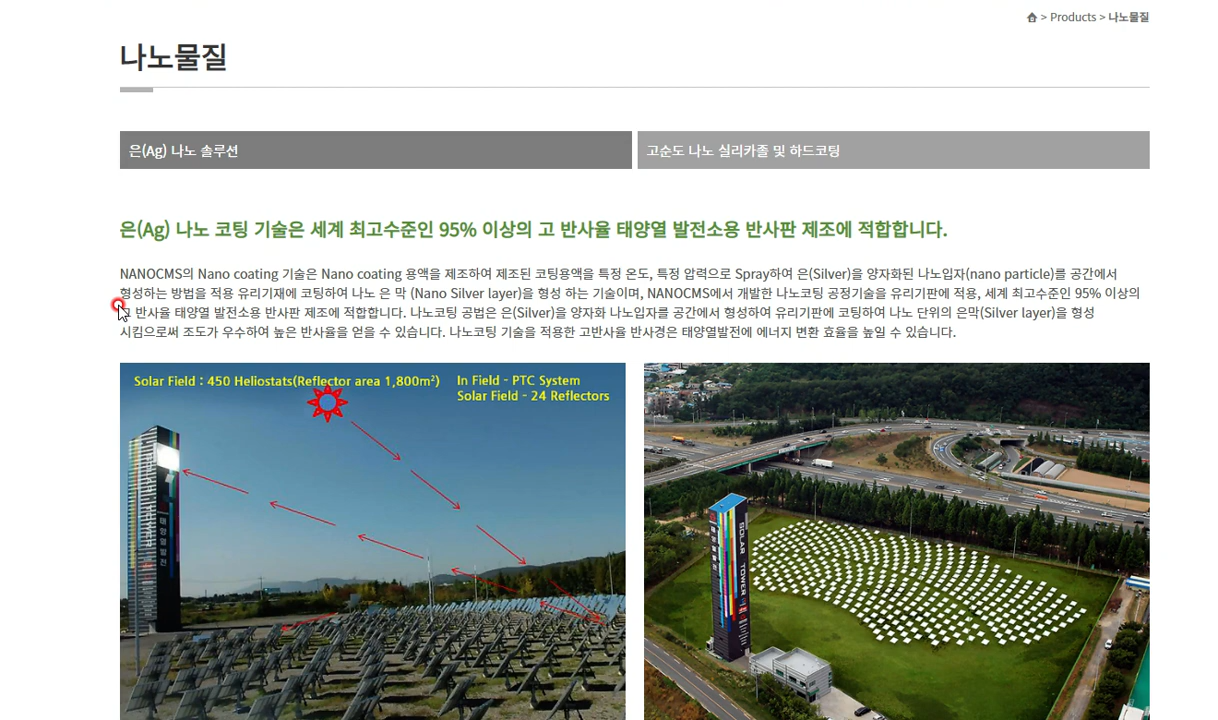 > Products > 나노물질
나노물질
은(Ag) 나노 솔루션
고순도 나노 실리카졸 및 하드코팅
은(Ag) 나노 코팅 기술은 세계 최고수준인 95% 이상의 고 반사율 태양열 발전소용 반사판 제조에 적합합니다.
NANOCMS의 Nano coating 기술은 Nano coating 용액을 제조하여 제조된 코팅용액을 특정 온도, 특정 압력으로 Spray하여 은(Silver)을 양자화된 나노입자(nano particle)를 공간에서
형성하는 방법을 적용 유리기재에 코팅하여 나노 은 막 (Nano Silver layer)을 형성 하는 기술이며, NANOCMS에서 개발한 나노코팅 공정기술을 유리기판에 적용, 세계 최고수준인 95% 이상의
고 반사율 태양열 발전소용 반사판 제조에 적합합니다. 나노코팅 공법은 은(Silver)을 양자화 나노입자를 공간에서 형성하여 유리기판에 코팅하여 나노 단위의 은막(Silver layer)을 형성
시킴으로써 조도가 우수하여 높은 반사율을 얻을 수 있습니다. 나노코팅 기술을 적용한 고반사율 반사경은 태양열발전에 에너지 변환 효율을 높일 수 있습니다.
Solar Field : 450 Heliostats(Reflector area 1,800m²)
In Field - PTC System
Solar Field - 24 Reflectors
태양열발전
SOLAR TOWER